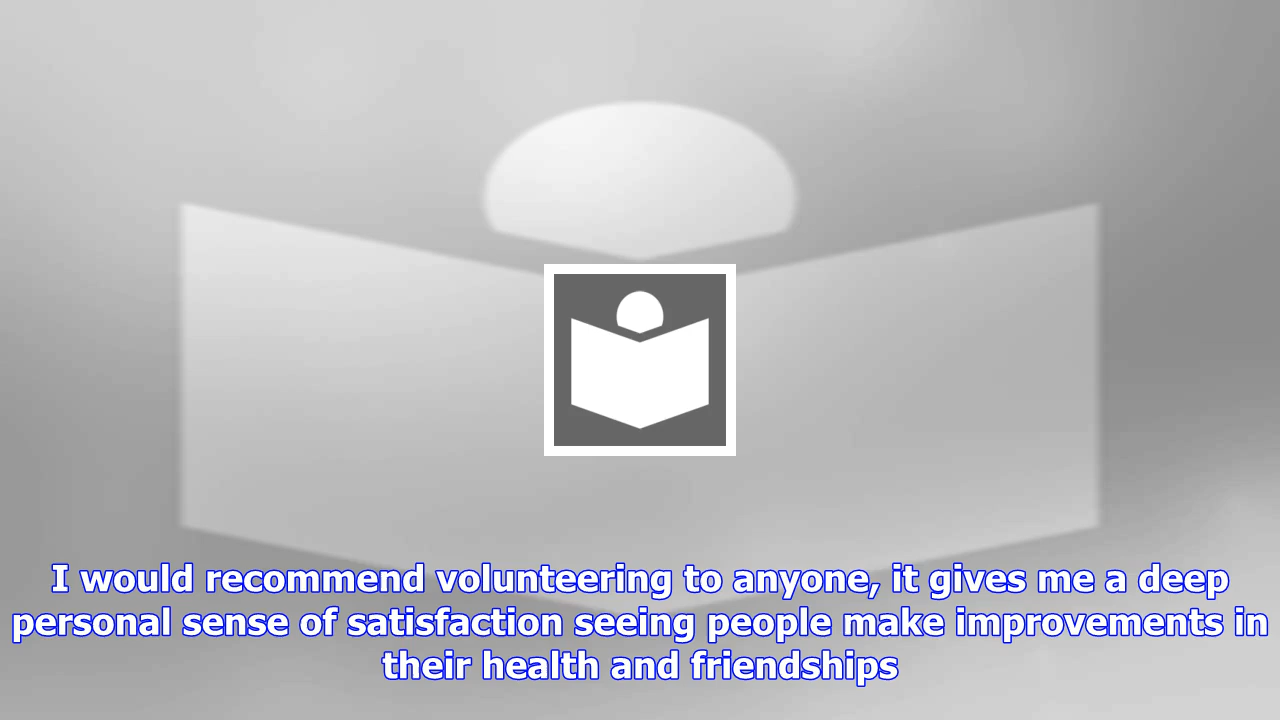 I would recommend volunteering to anyone, it gives me a deep
personal sense of satisfaction seeing people make improvements in
their health and friendships